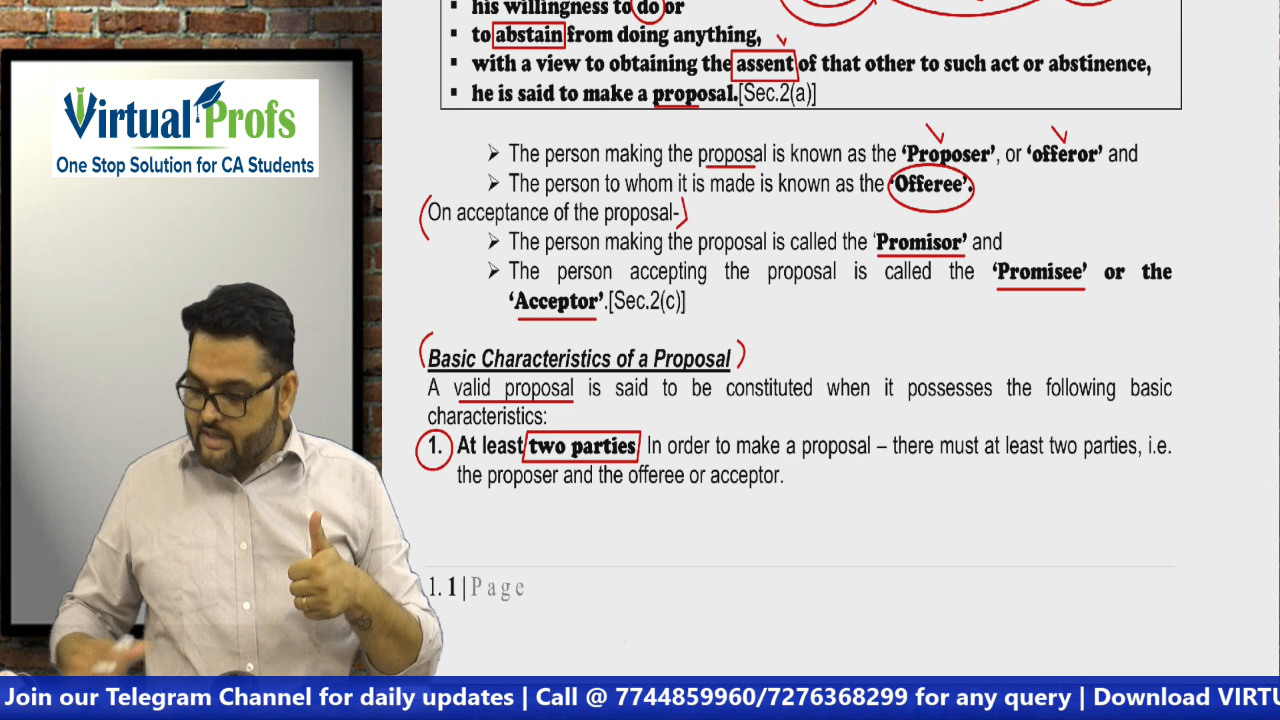 his willingness to do or
to abstain from doing anything,
with a view to obtaining the assent of that other to such act or abstinence,
he is said to make a proposal.[Sec.2(a)]
Virtual Profs
One Stop Solution for CA Students
The person making the proposal is known as the ‘Proposer’, or ‘offeror’ and
The person to whom it is made is known as the ‘Offeree’.
On acceptance of the proposal-
The person making the proposal is called the ‘Promisor’ and
The person accepting the proposal is called the ‘Promisee’ or the
‘Acceptor’.[Sec.2(c)]
Basic Characteristics of a Proposal
A valid proposal is said to be constituted when it possesses the following basic
characteristics:
1. At least two parties In order to make a proposal – there must at least two parties, i.e.
the proposer and the offeree or acceptor.
1. 1 | Page
Join our Telegram Channel for daily updates | Call @ 7744859960/7276368299 for any query | Download VIRTU